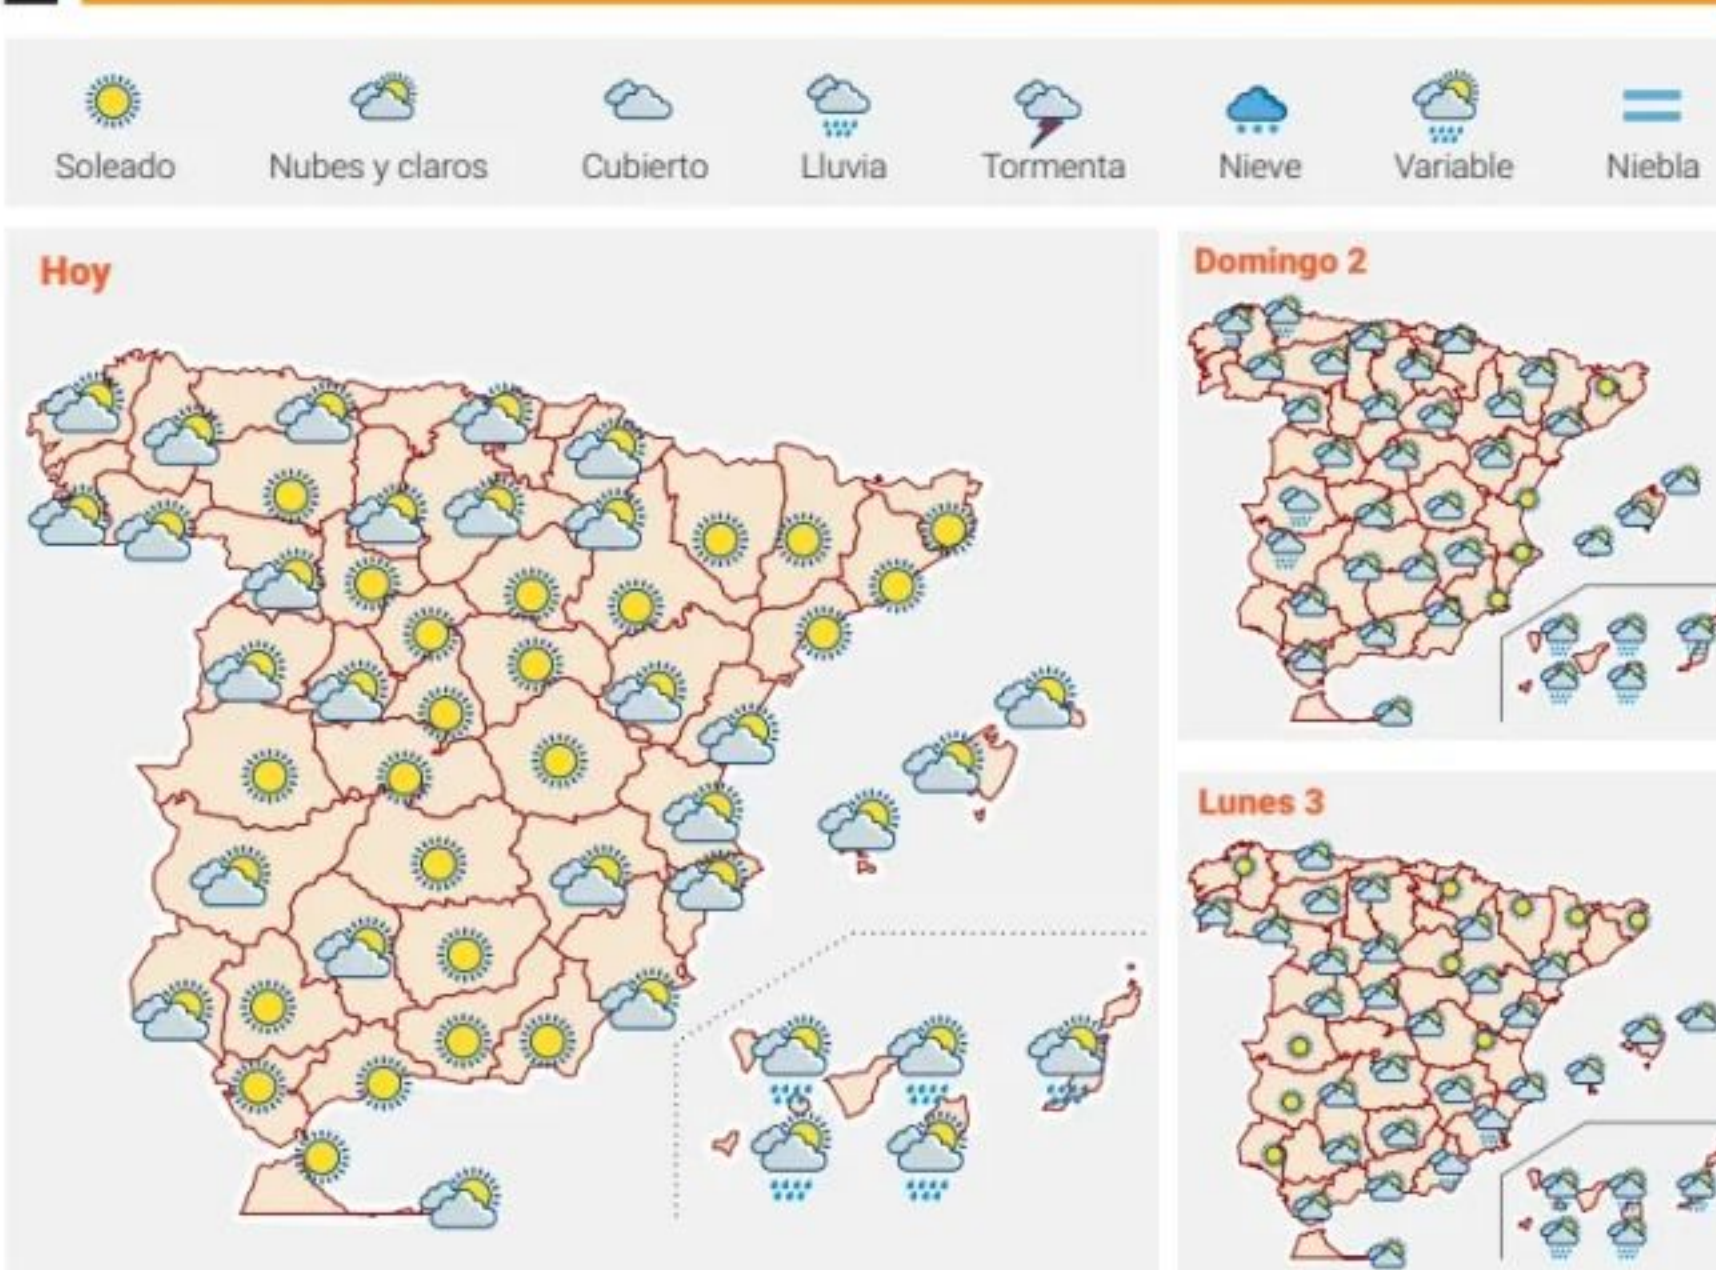 Soleado
Nubes y claros
Cubierto
Lluvia
Tormenta
Nieve
Variable
Niebla
Hoy
Domingo 2
Lunes 3